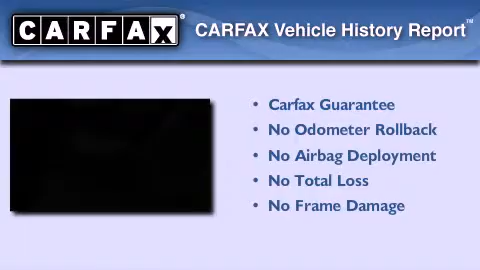 CARFAX® CARFAX Vehicle History Report™
• Carfax Guarantee
• No Odometer Rollback
• No Airbag Deployment
• No Total Loss
• No Frame Damage